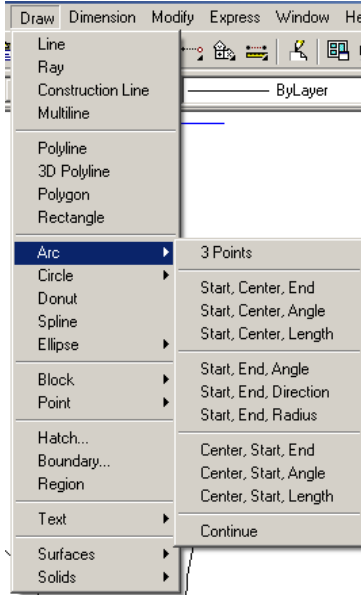 Draw Dimension Modify Express Window He
Line
Ray
Construction Line
Multiline
ByLayer
Polyline
3D Polyline
Polygon
Rectangle
Arc
Circle
Donut
Spline
Ellipse
Block
Point
Hatch...
Boundary...
Region
Text
Surfaces
Solids
3 Points
Start, Center, End
Start, Center, Angle
Start, Center, Length
Start, End, Angle
Start, End, Direction
Start, End, Radius
Center, Start, End
Center, Start, Angle
Center, Start, Length
Continue